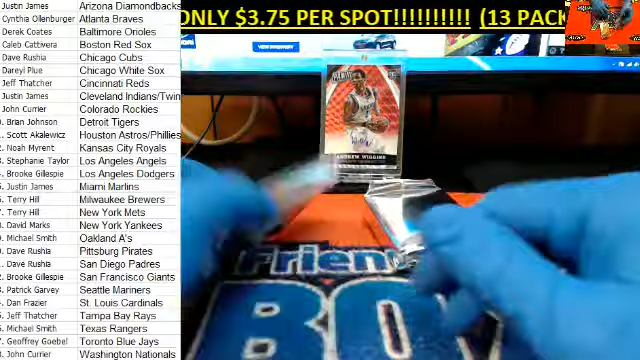 ONLY $3.75 PER SPOT!!!!!!!!!! (13 PACK
Justin James Arizona Diamondbacks
Cynthia Ollenburger Atlanta Braves
Derek Coates Baltimore Orioles
Caleb Cattivera Boston Red Sox
Dave Rushia Chicago Cubs
Dareyl Plue Chicago White Sox
Jeff Thatcher Cincinnati Reds
Justin James Cleveland Indians/Twin
John Currier Colorado Rockies
Brian Johnson Detroit Tigers
Scott Akalewicz Houston Astros/Phillies
Noah Myrent Kansas City Royals
Stephanie Taylor Los Angeles Angels
Brooke Gillespie Los Angeles Dodgers
Justin James Miami Marlins
Terry Hill Milwaukee Brewers
Terry Hill New York Mets
David Marks New York Yankees
Michael Smith Oakland A's
Dave Rushia Pittsburg Pirates
Dave Rushia San Diego Padres
Brooke Gillespie San Francisco Giants
Patrick Garvey Seattle Mariners
Dan Frazier St. Louis Cardinals
Jeff Thatcher Tampa Bay Rays
Michael Smith Texas Rangers
Geoffrey Goebel Toronto Blue Jays
John Currier Washington Nationals
ANDREW WIGGINS
Frien
BO